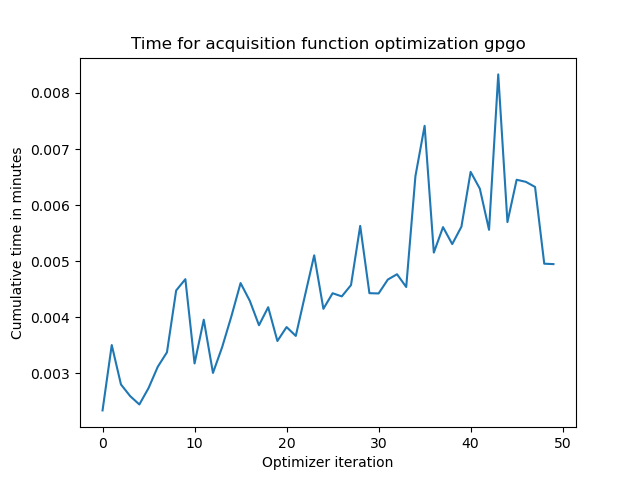 Time for acquisition function optimization gpgo
0.008
0.007
0.006
0.005
0.004
0.003
Cumulative time in minutes
0 10 20 30 40 50
Optimizer iteration